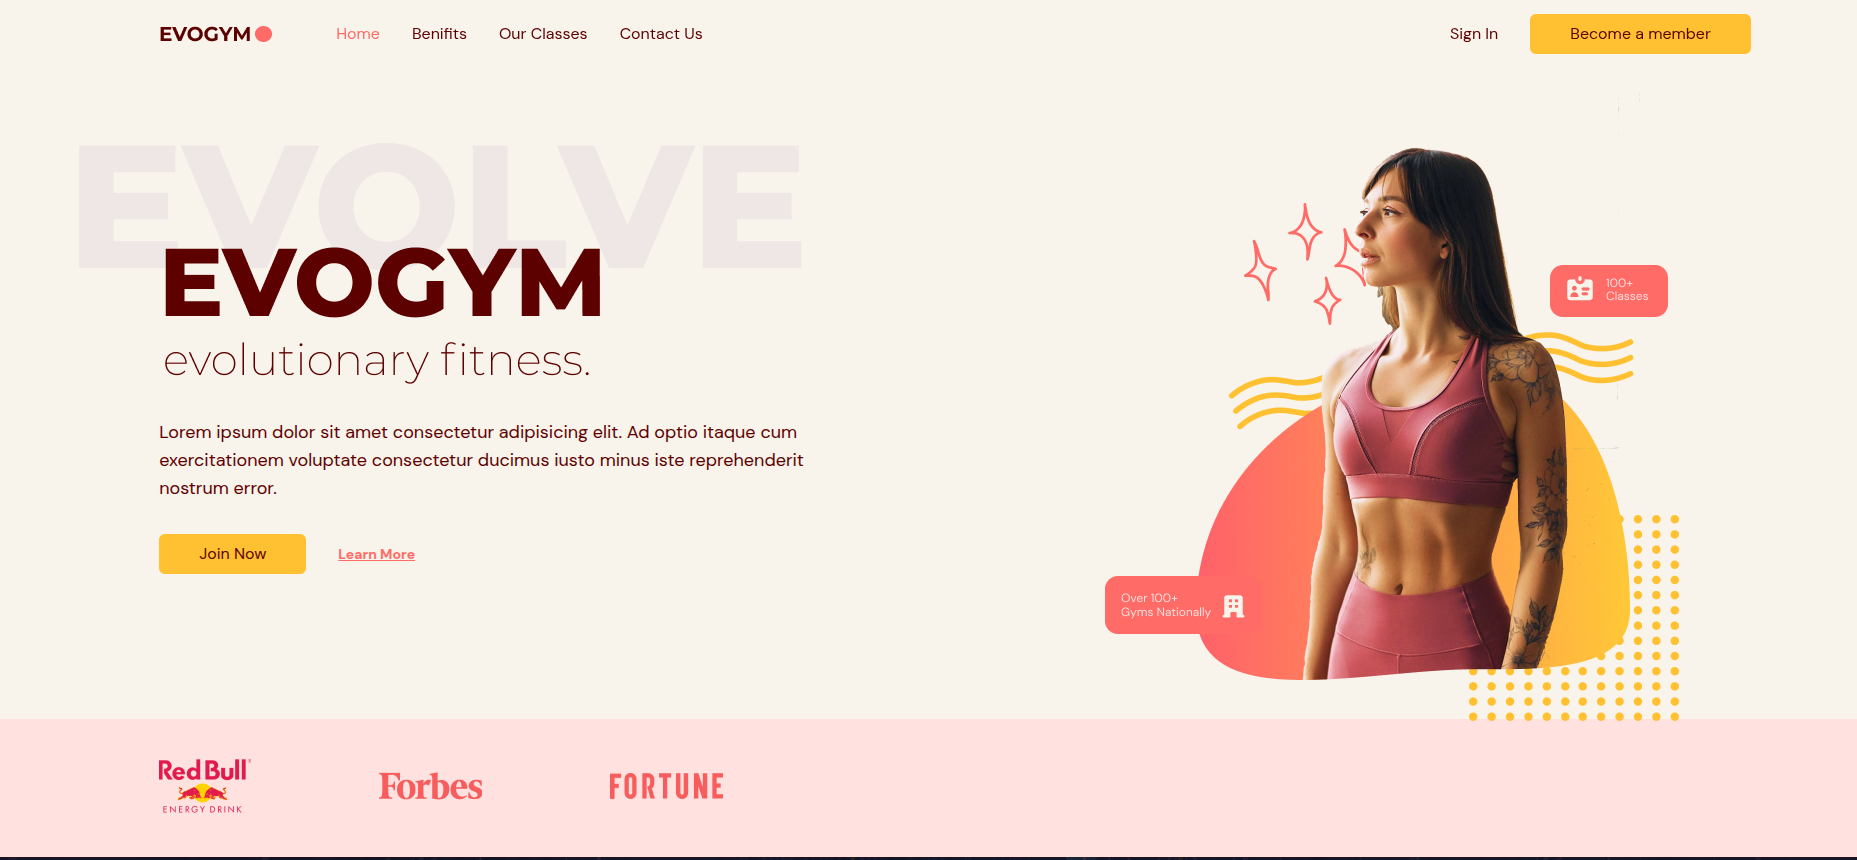 EVOGYM
Home
Benifits
Our Classes
Contact Us
Sign In
Become a member
EVOLVE
EVOGYM
evolutionary fitness.
Lorem ipsum dolor sit amet consectetur adipisicing elit. Ad optio itaque cum
exercitationem voluptate consectetur ducimus iusto minus iste reprehenderit
nostrum error.
Join Now
Learn More
100+
Classes
Over 100+
Gyms Nationally
Red Bull
ENERGY DRINK
Forbes
FORTUNE